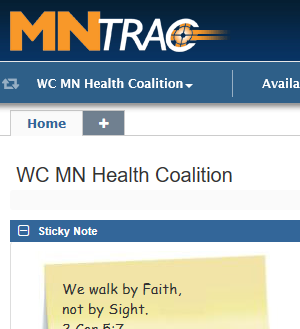 MNTRAC
WC MN Health Coalition
Availa
Home
WC MN Health Coalition
Sticky Note
We walk by Faith,
not by Sight.
2 Cor 5:7